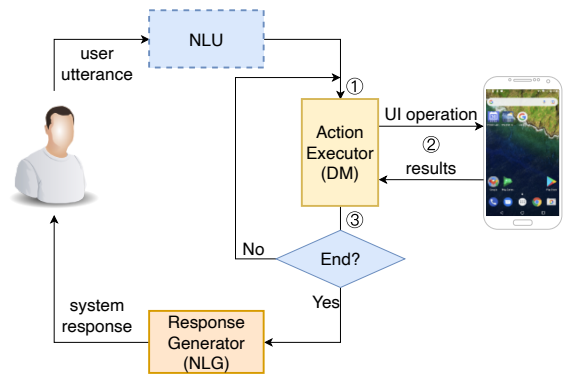 NLU
user
utterance
①
Action
Executor
(DM)
UI operation
②
results
③
No
End?
Yes
system
response
Response
Generator
(NLG)